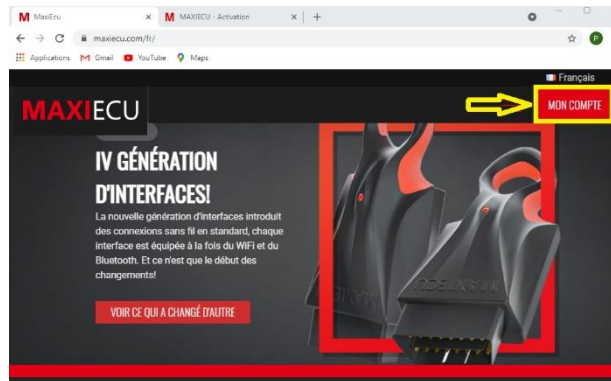 MaxiEcu
MAXIECU - Activation
maxiecu.com/fr/
P
Applications
Gmail
YouTube
Maps
Français
MAXIECU
MON COMPTE
IV GÉNÉRATION
D'INTERFACES!
La nouvelle génération d'interfaces introduit
des connexions sans fil en standard, chaque
interface est équipée à la fois du WiFi et du
Bluetooth. Et ce n'est que le début des
changements!
VOIR CE QUI A CHANGÉ D'AUTRE
MAXIECU